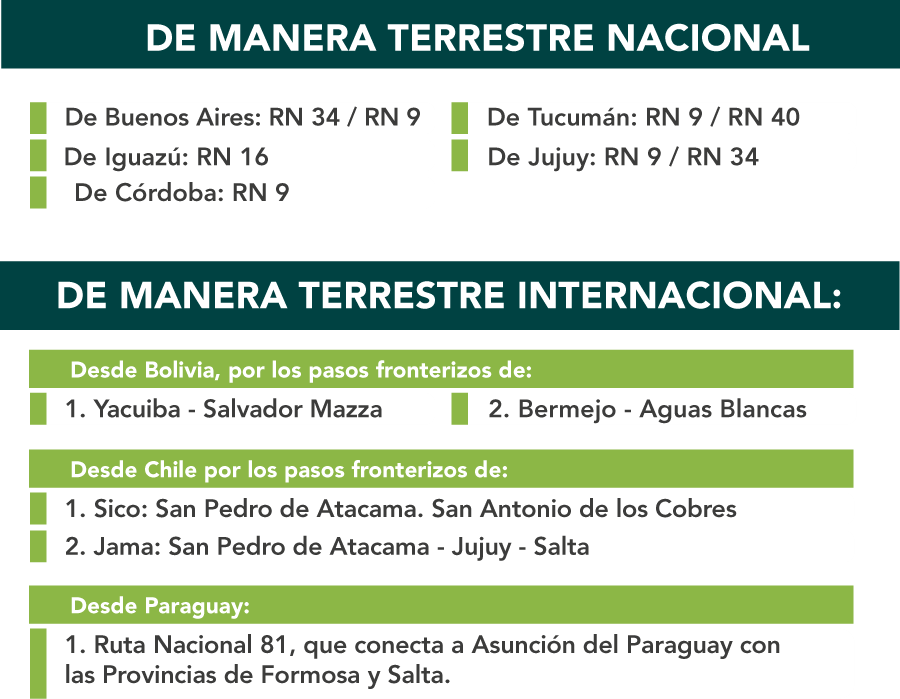 DE MANERA TERRESTRE NACIONAL
De Buenos Aires: RN 34 / RN 9
De Iguazú: RN 16
De Córdoba: RN 9
De Tucumán: RN 9 / RN 40
De Jujuy: RN 9 / RN 34
DE MANERA TERRESTRE INTERNACIONAL:
Desde Bolivia, por los pasos fronterizos de:
1. Yacuiba - Salvador Mazza
2. Bermejo - Aguas Blancas
Desde Chile por los pasos fronterizos de:
1. Sico: San Pedro de Atacama. San Antonio de los Cobres
2. Jama: San Pedro de Atacama - Jujuy - Salta
Desde Paraguay:
1. Ruta Nacional 81, que conecta a Asunción del Paraguay con
las Provincias de Formosa y Salta.